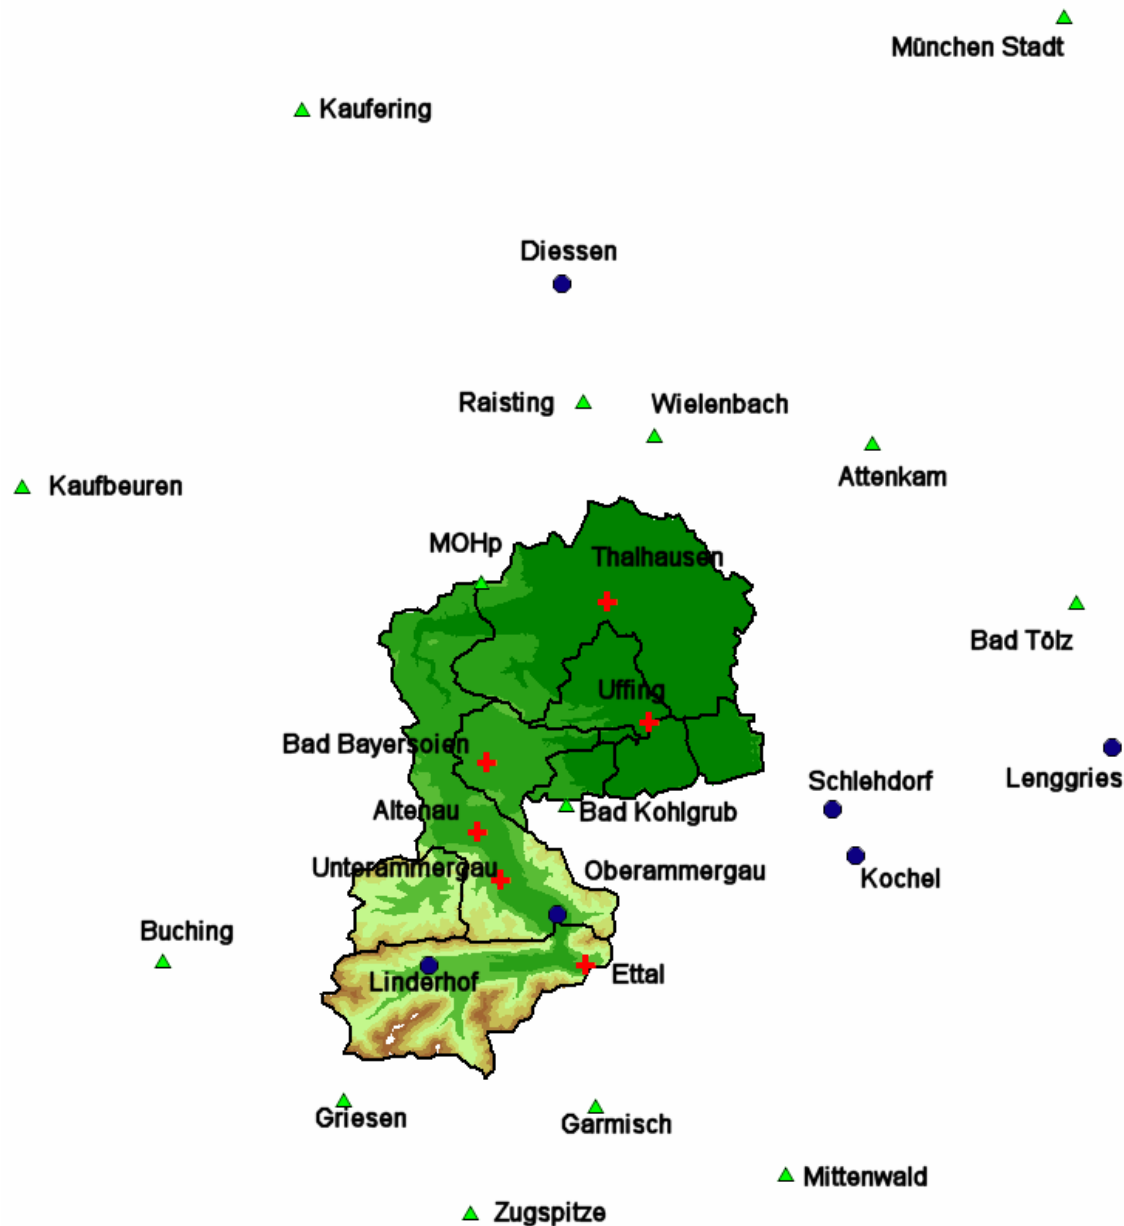 München Stadt
Kaufering
Diessen
Raisting
Wielenbach
Attenkam
Kaufbeuren
MOHp
Thalhausen
Bad Tölz
Uffing
Bad Bayersoien
Schlehdorf
Lenggries
Altenau
Bad Kohlgrub
Unterammergau
Oberammergau
Kochel
Buching
Linderhof
Ettal
Griesen
Garmisch
Mittenwald
Zugspitze